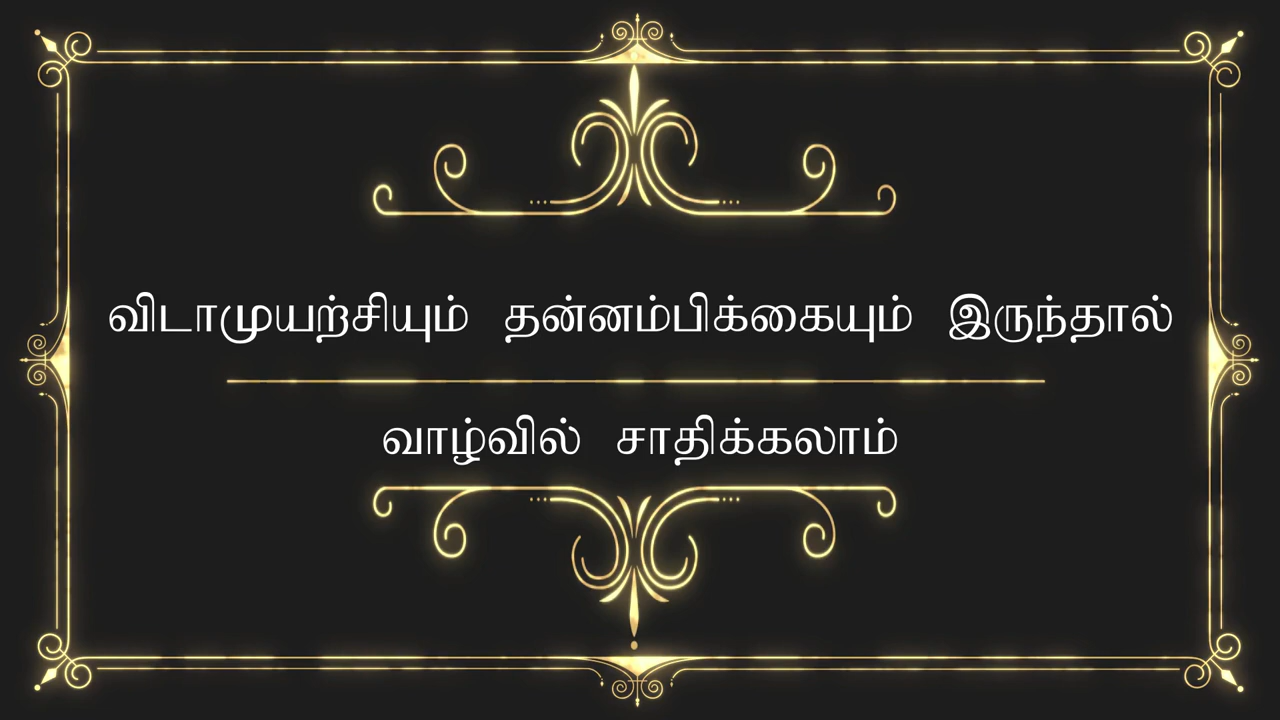 விடாமுயற்சியும் தன்னம்பிக்கையும் இருந்தால்
வாழ்வில் சாதிக்கலாம்